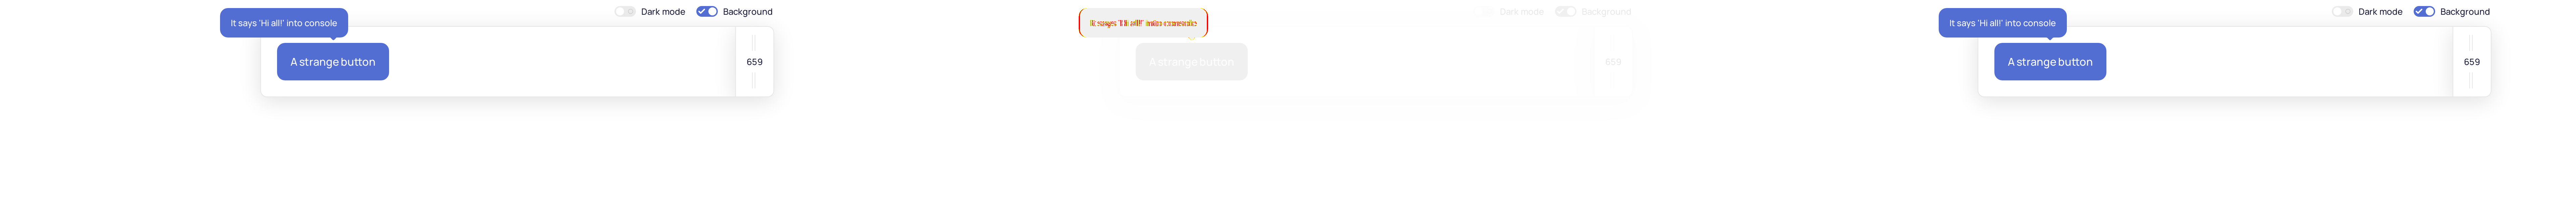 It says 'Hi all!' into console
Dark mode
Background
A strange button
659
It says 'Hi all!' into console
Dark mode
Background
A strange button
659
It says 'Hi all!' into console
Dark mode
Background
A strange button
659